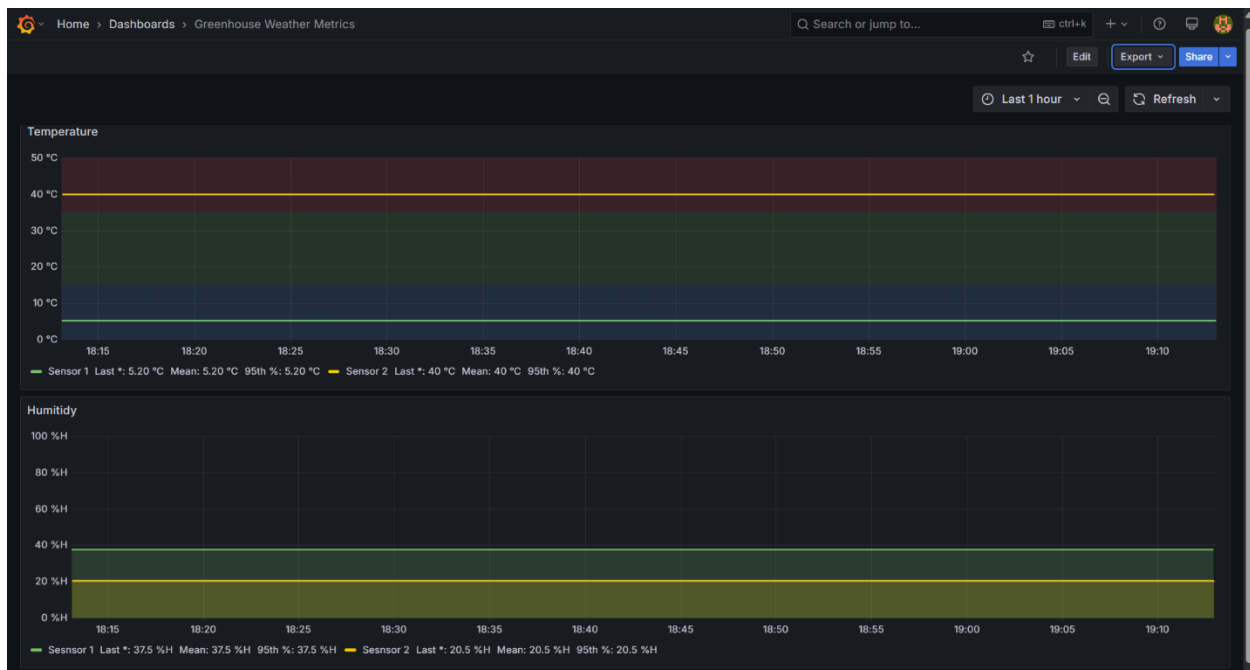 Home > Dashboards > Greenhouse Weather Metrics Search or jump to... ctrl+k
Edit Export Share
Last 1 hour Refresh
Temperature
50 °C
40 °C
30 °C
20 °C
10 °C
0 °C
18:15 18:20 18:25 18:30 18:35 18:40 18:45 18:50 18:55 19:00 19:05 19:10
Sensor 1 Last *: 5.20 °C Mean: 5.20 °C 95th %: 5.20 °C Sensor 2 Last *: 40 °C Mean: 40 °C 95th %: 40 °C
Humitidy
100 %H
80 %H
60 %H
40 %H
20 %H
0 %H
18:15 18:20 18:25 18:30 18:35 18:40 18:45 18:50 18:55 19:00 19:05 19:10
Sesnsor 1 Last *: 37.5 %H Mean: 37.5 %H 95th %: 37.5 %H Sesnsor 2 Last *: 20.5 %H Mean: 20.5 %H 95th %: 20.5 %H